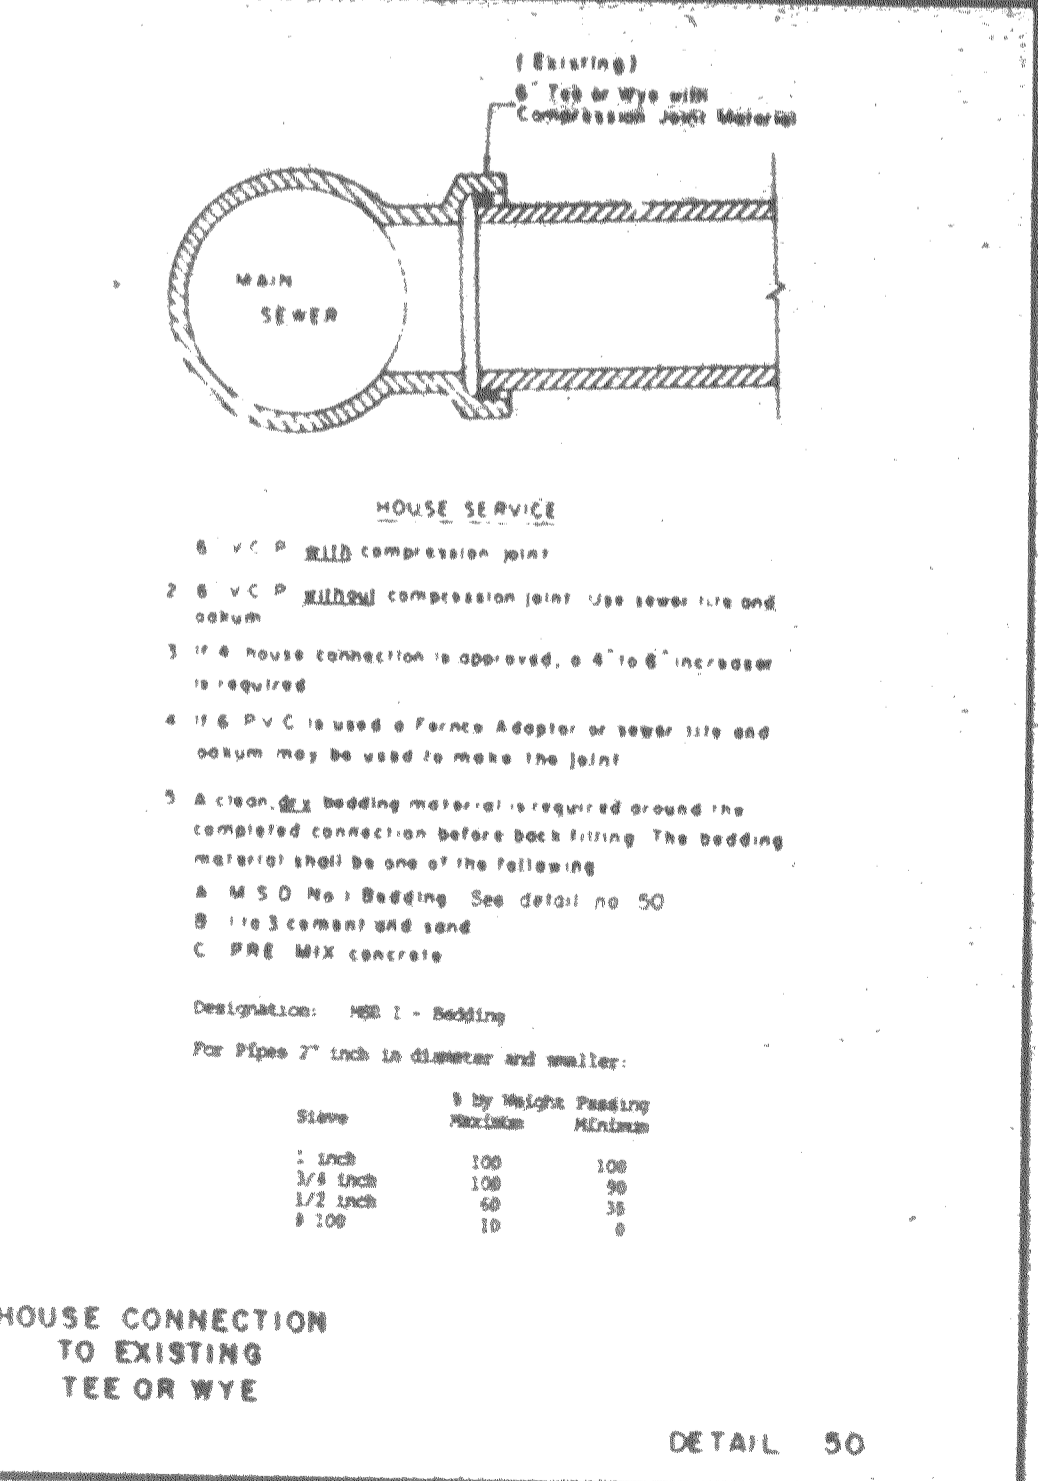 (Existing)
6" Tee or Wye with
Compression Joint Material
MAIN
SEWER
HOUSE SERVICE
6" V C P with compression joint
2 6" V C P without compression joint Use sewer tite and
oakum
3 If 4 house connection is approved, a 4" to 6" increaser
is required
4 If 6 P V C is used a Fernco Adaptor or sewer tite and
oakum may be used to make the joint
5 A clean, dry bedding material is required around the
completed connection before back filling The bedding
material shall be one of the following
A M S D No 1 Bedding See detail no 50
B 1 to 3 cement and sand
C PRE MIX concrete
Designation: MSD I - Bedding
For Pipes 7" inch in diameter and smaller:
% by Weight Passing
Sieve Maximum Minimum
1 inch 100 100
3/4 inch 100 90
1/2 inch 60 35
# 100 10 0
HOUSE CONNECTION
TO EXISTING
TEE OR WYE
DETAIL 50